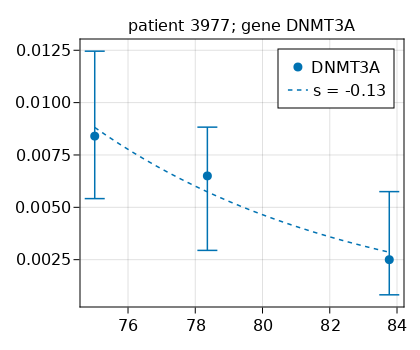 patient 3977; gene DNMT3A
0.0125
0.0100
0.0075
0.0050
0.0025
DNMT3A
s = -0.13
76 78 80 82 84